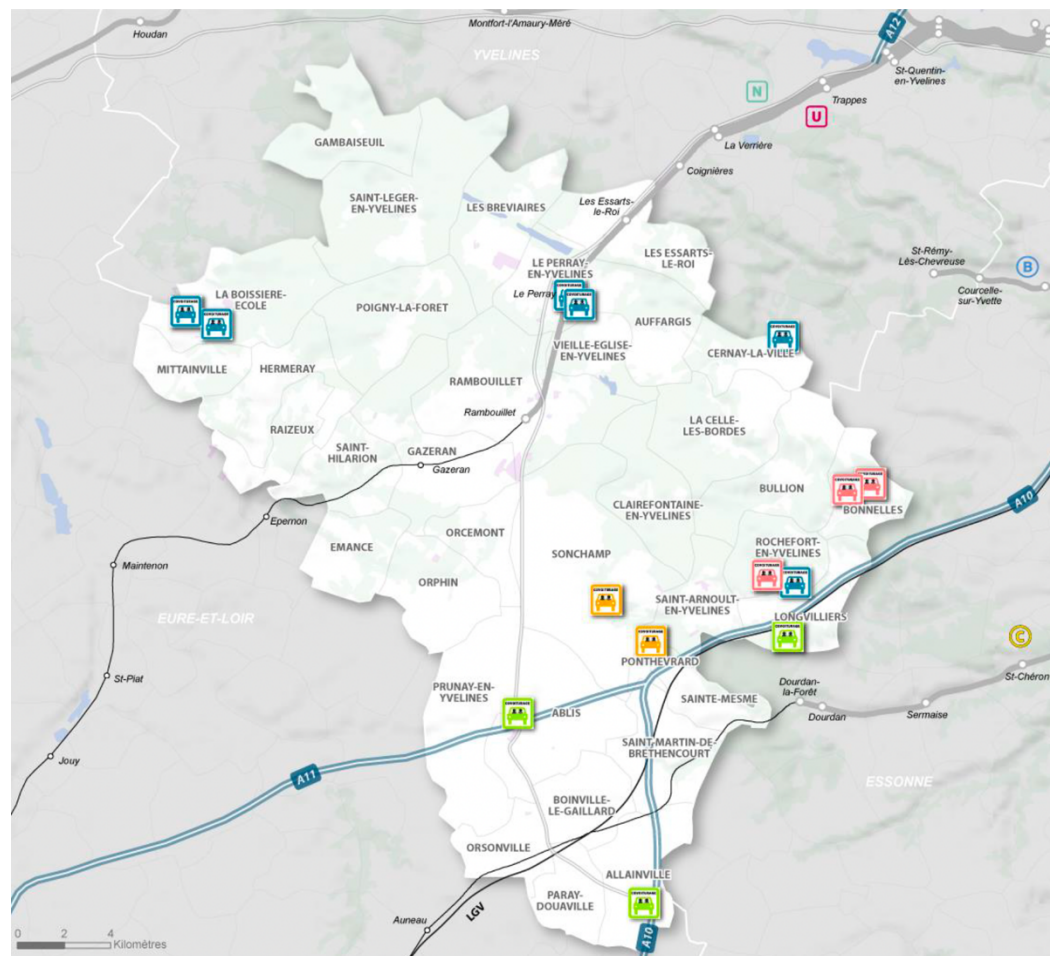 Houdan
Montfort-l'Amaury-Méré
A12
YVELINES
St-Quentin-
en-Yvelines
N
Trappes
U
GAMBAISEUIL
La Verrière
Coignières
SAINT-LEGER-
EN-YVELINES
LES BREVIAIRES
Les Essarts-
le-Roi
LES ESSARTS-
LE-ROI
St-Rémy-
Lès-Chevreuse
B
Courcelle-
sur-Yvette
LE PERRAY-
EN-YVELINES
Le Perray
LA BOISSIERE-
ECOLE
POIGNY-LA-FORET
AUFFARGIS
VIEILLE-EGLISE-
EN-YVELINES
CERNAY-LA-VILLE
MITTAINVILLE
HERMERAY
RAMBOUILLET
Rambouillet
LA CELLE-
LES-BORDES
RAIZEUX
SAINT-
HILARION
GAZERAN
Gazeran
BULLION
A10
CLAIREFONTAINE-
EN-YVELINES
BONNELLES
Epernon
ORCEMONT
EMANCE
SONCHAMP
ROCHEFORT-
EN-YVELINES
Maintenon
ORPHIN
SAINT-ARNOULT-
EN-YVELINES
LONGVILLIERS
EURE-ET-LOIR
C
PONTHEVRARD
St-Piat
St-Chéron
PRUNAY-EN-
YVELINES
SAINTE-MESME
Dourdan-
la-Forêt
Dourdan
Sermaise
ABLIS
Jouy
SAINT-MARTIN-DE-
BRETHENCOURT
A11
ESSONNE
BOINVILLE-
LE-GAILLARD
ORSONVILLE
ALLAINVILLE
PARAY-
DOUAVILLE
Auneau
LGV
A10
0 2 4
Kilomètres